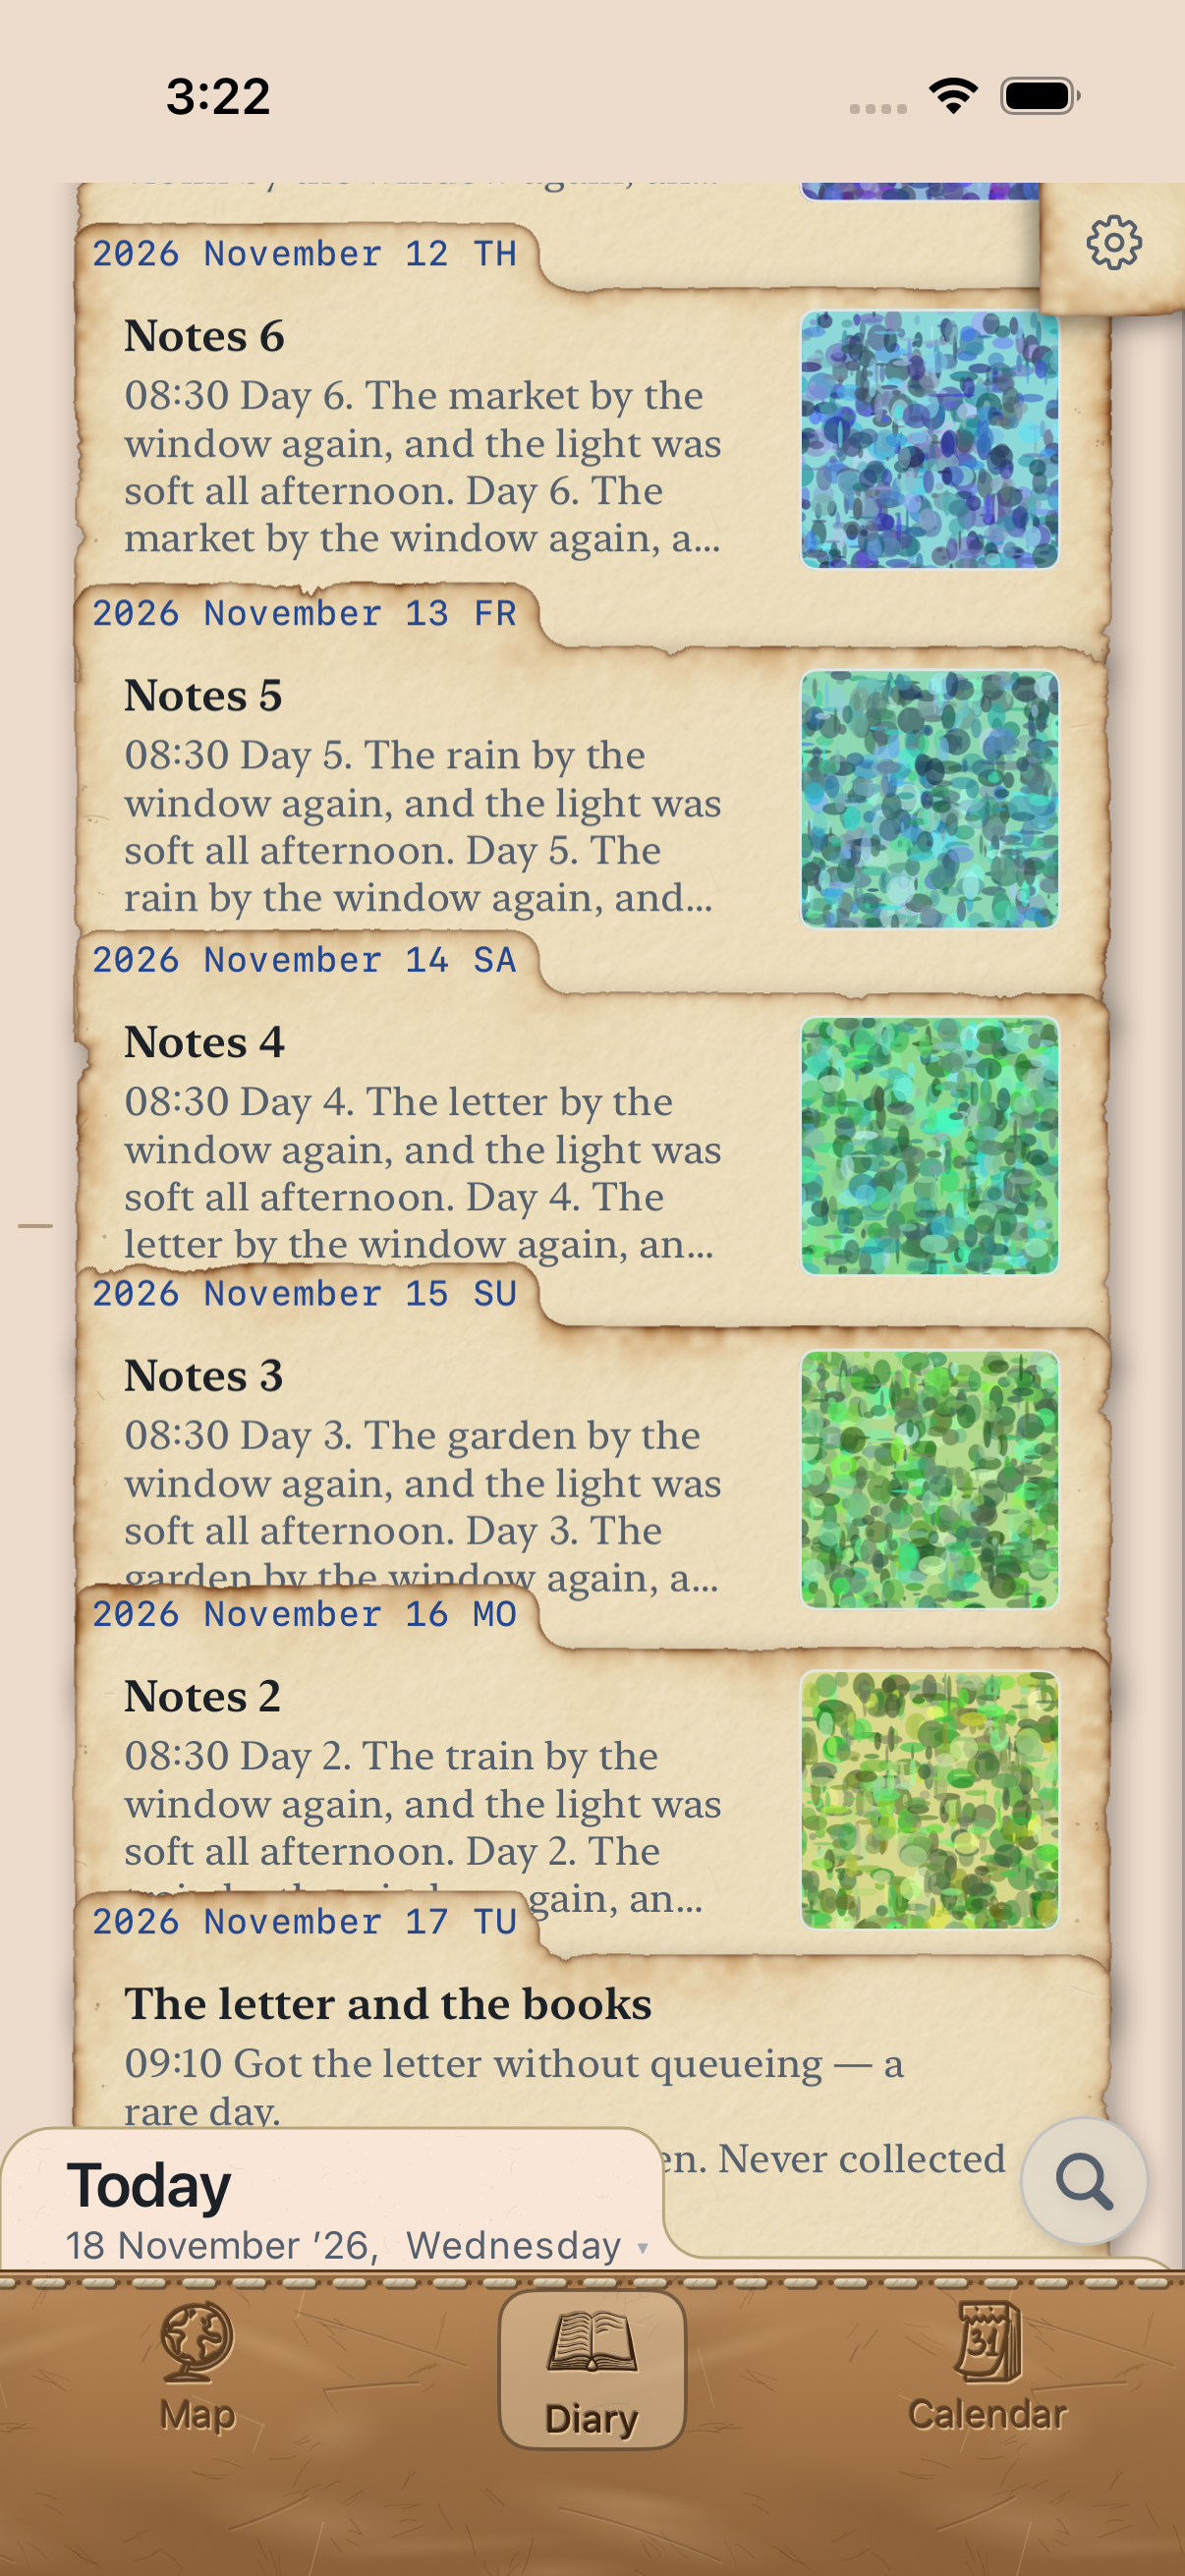 3:22
again, an...
2026 November 12 TH
Notes 6
08:30 Day 6. The market by the
window again, and the light was
soft all afternoon. Day 6. The
market by the window again, a...
2026 November 13 FR
Notes 5
08:30 Day 5. The rain by the
window again, and the light was
soft all afternoon. Day 5. The
rain by the window again, and...
2026 November 14 SA
Notes 4
08:30 Day 4. The letter by the
window again, and the light was
soft all afternoon. Day 4. The
letter by the window again, an...
2026 November 15 SU
Notes 3
08:30 Day 3. The garden by the
window again, and the light was
soft all afternoon. Day 3. The
garden by the window again, a...
2026 November 16 MO
Notes 2
08:30 Day 2. The train by the
window again, and the light was
soft all afternoon. Day 2. The
gain, an...
2026 November 17 TU
The letter and the books
09:10 Got the letter without queueing — a
rare day.
en. Never collected
Today
18 November ’26, Wednesday ▾
Map
31
Diary
Calendar